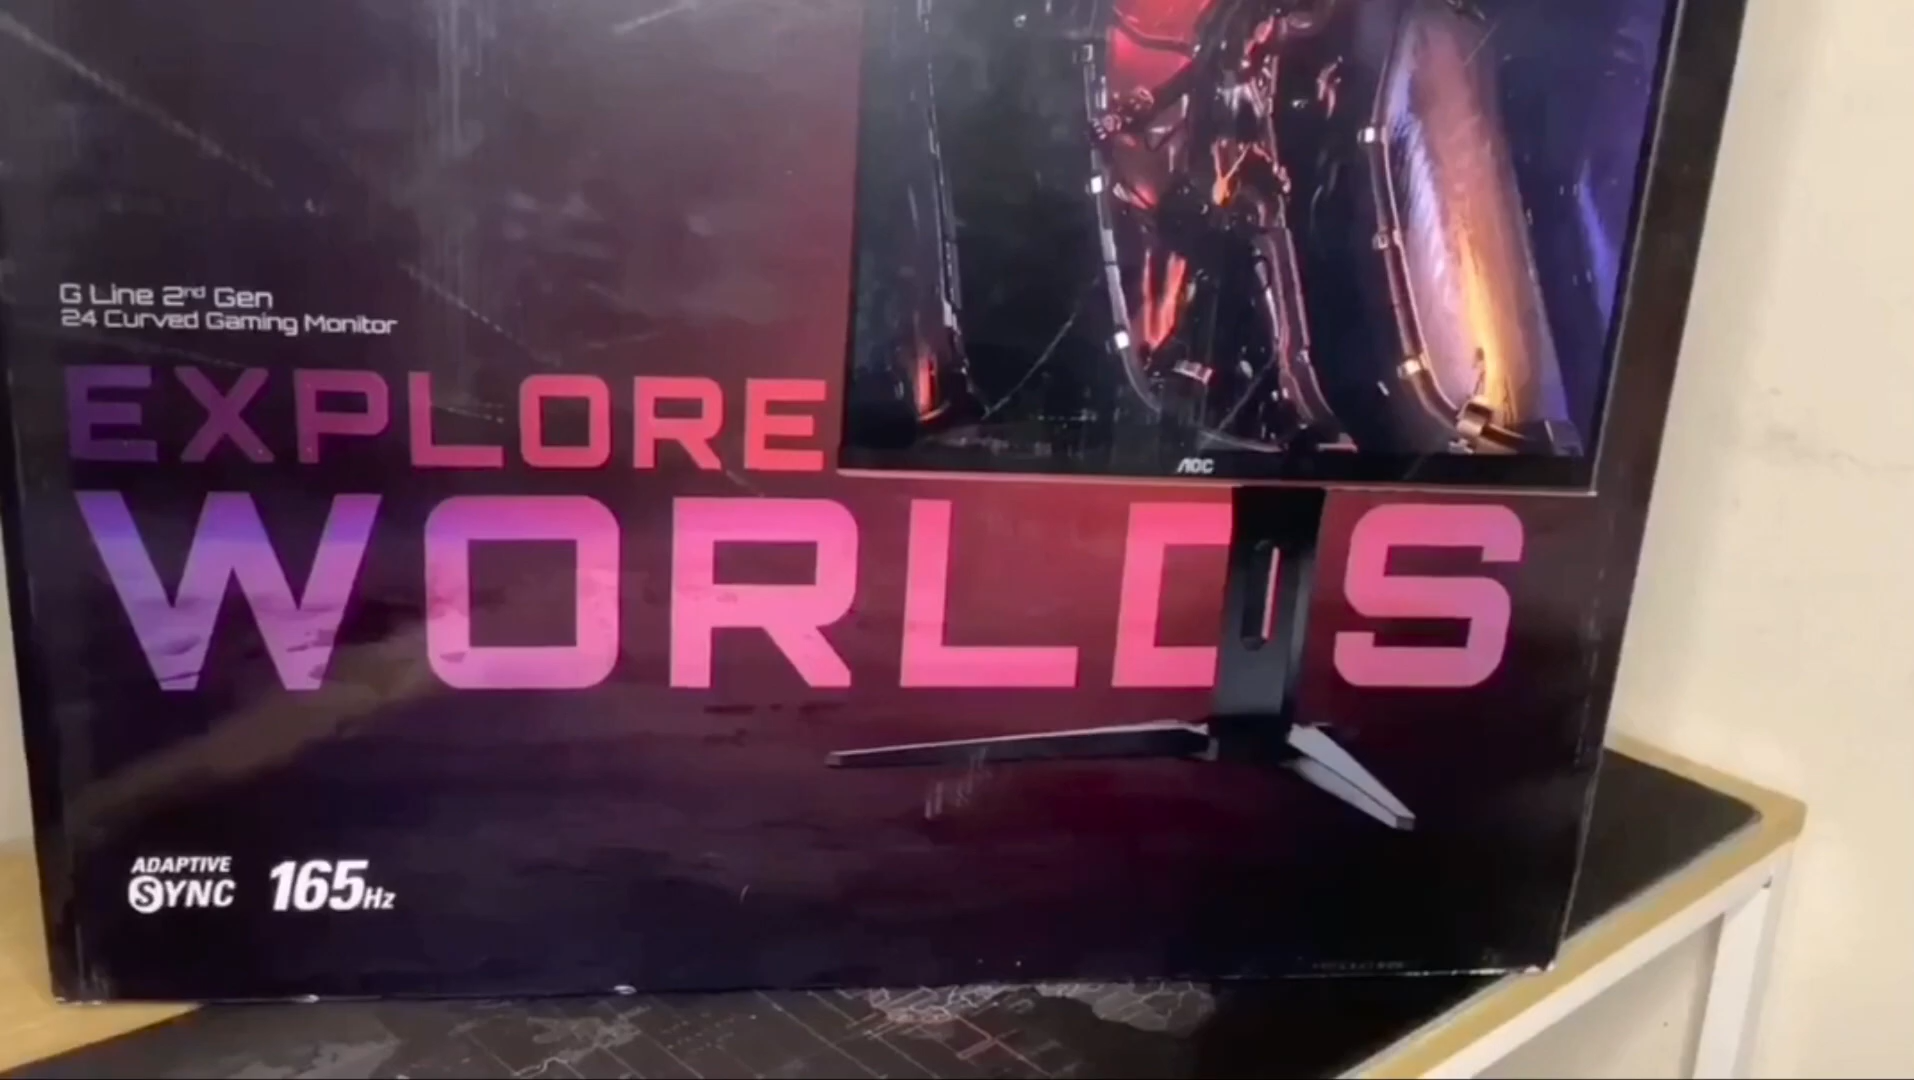 G Line 2nd Gen
24 Curved Gaming Monitor
EXPLORE
AOC
WORLDS
ADAPTIVE
SYNC
165Hz